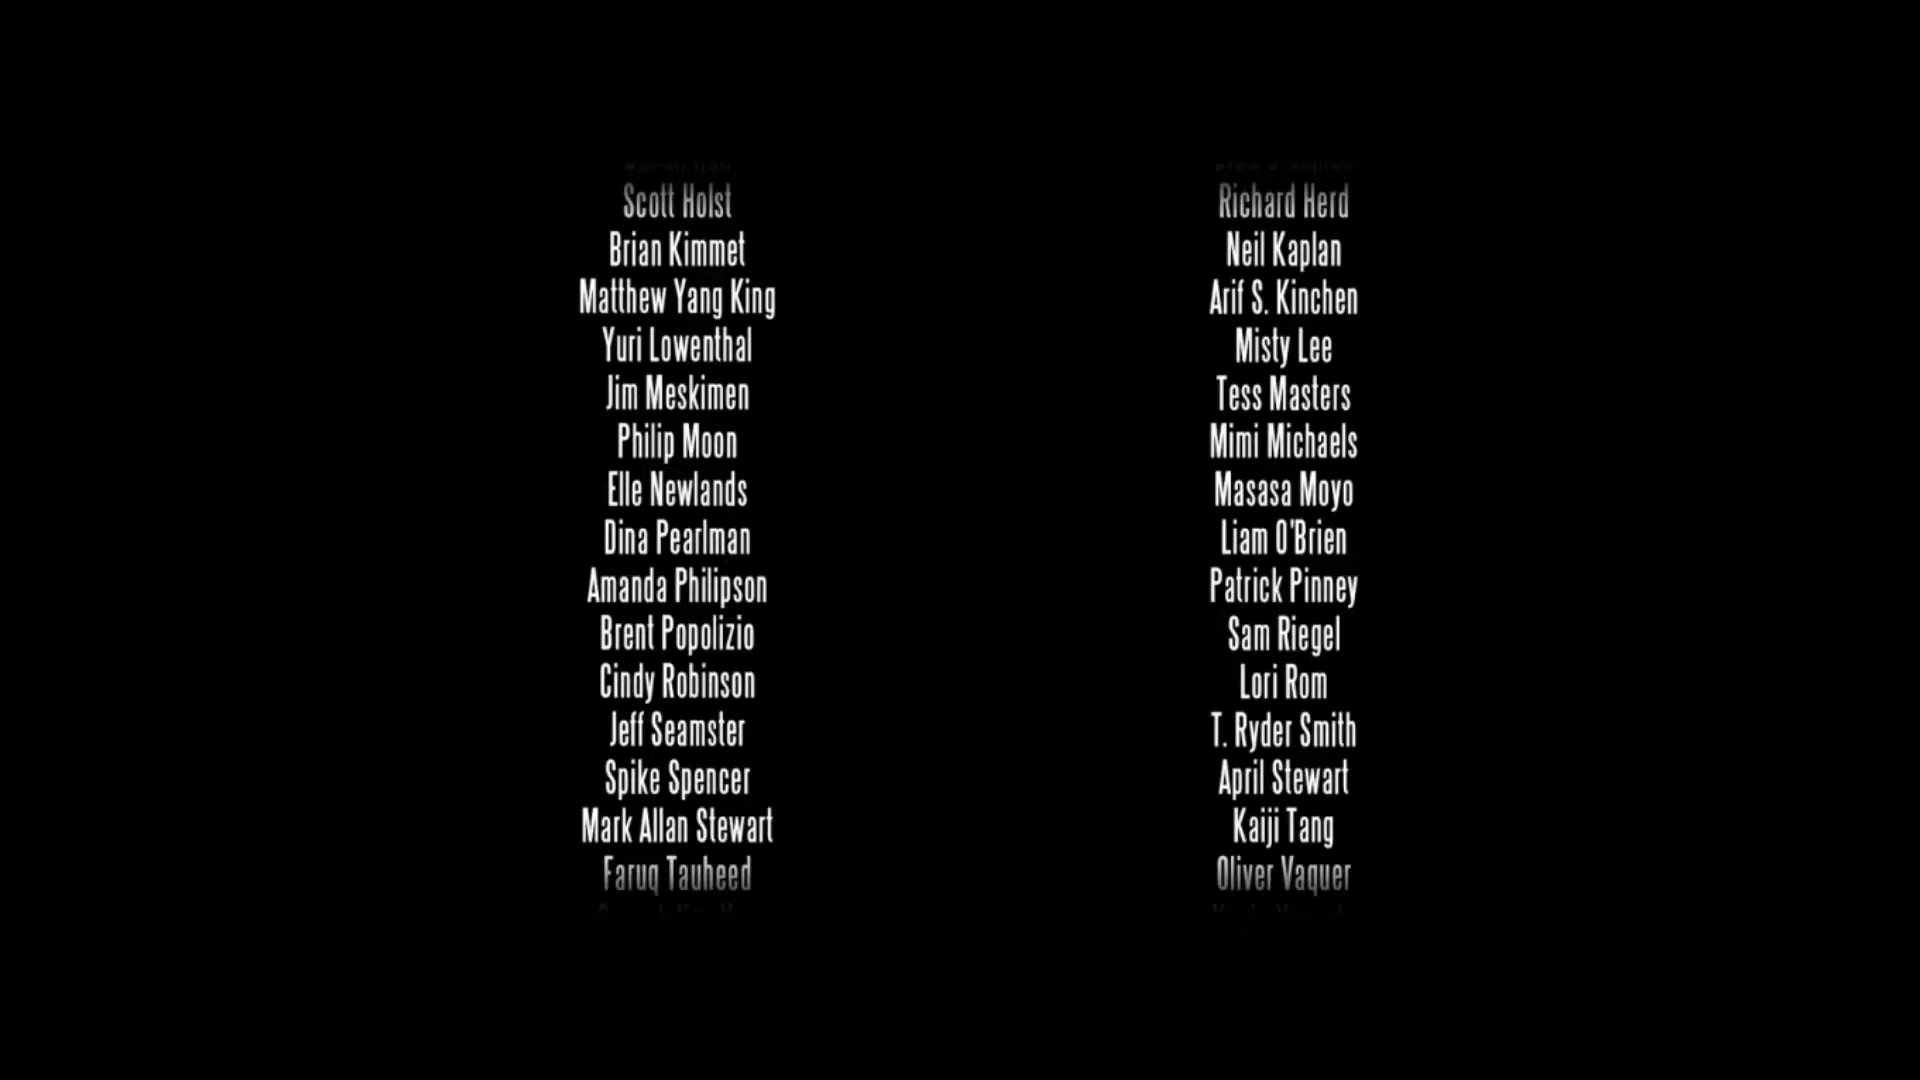 Scott Holst
Richard Herd
Brian Kimmet
Neil Kaplan
Matthew Yang King
Arif S. Kinchen
Yuri Lowenthal
Misty Lee
Jim Meskimen
Tess Masters
Philip Moon
Mimi Michaels
Elle Newlands
Masasa Moyo
Dina Pearlman
Liam O'Brien
Amanda Philipson
Patrick Pinney
Brent Popolizio
Sam Riegel
Cindy Robinson
Lori Rom
Jeff Seamster
T. Ryder Smith
Spike Spencer
April Stewart
Mark Allan Stewart
Kaiji Tang
Faruq Tauheed
Oliver Vaquer